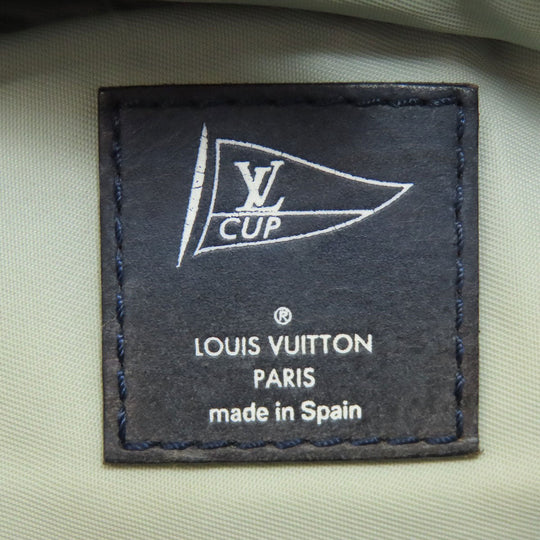 LV
CUP
®
LOUIS VUITTON
PARIS
made in Spain